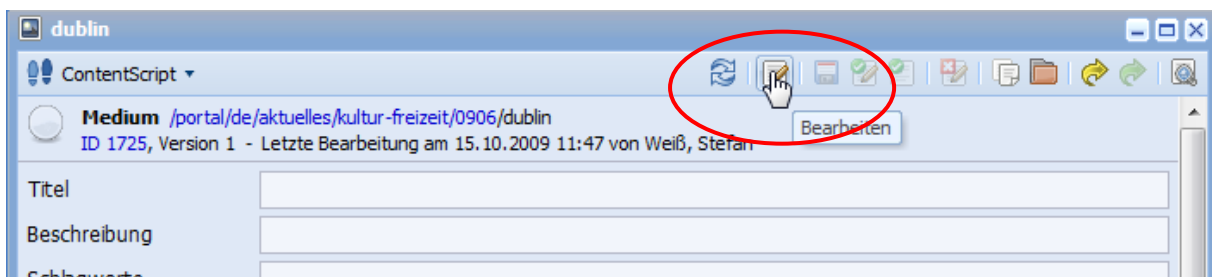 dublin
ContentScript
Medium /portal/de/aktuelles/kultur-freizeit/0906/dublin
ID 1725, Version 1 - Letzte Bearbeitung am 15.10.2009 11:47 von Weiß, Stefan
Bearbeiten
Titel
Beschreibung
Schlagworte